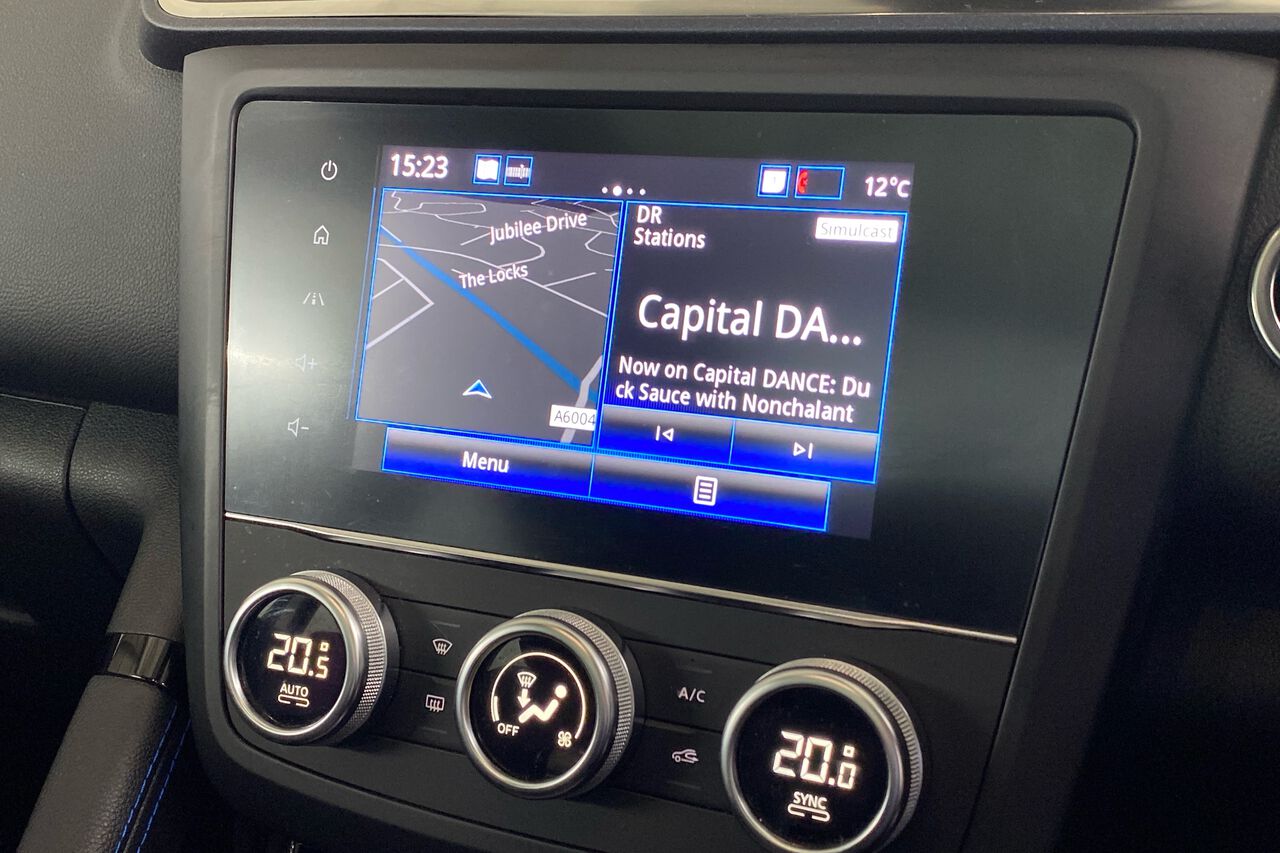 15:23
12°C
Jubilee Drive
The Locks
A6004
DR
Stations
Simulcast
Capital DA...
Now on Capital DANCE: Du
ck Sauce with Nonchalant
Menu
20.5°
AUTO
OFF
A/C
20.0°
SYNC